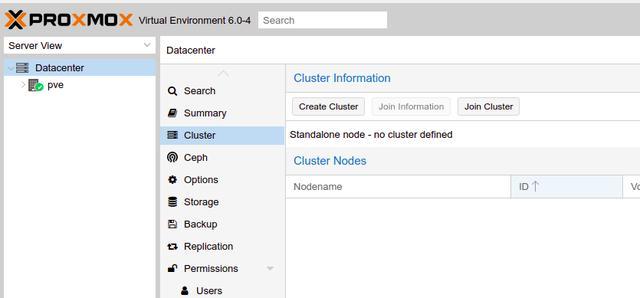 PROXMOX Virtual Environment 6.0-4 Search
Server View
Datacenter
pve
Datacenter
Search
Summary
Cluster
Ceph
Options
Storage
Backup
Replication
Permissions
Users
Cluster Information
Create Cluster Join Information Join Cluster
Standalone node - no cluster defined
Cluster Nodes
Nodename ID Vo